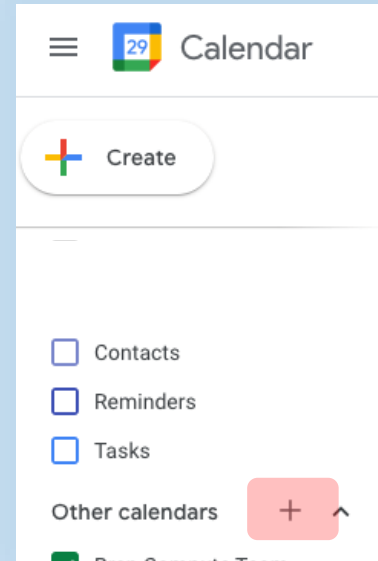 29 Calendar
Create
Contacts
Reminders
Tasks
Other calendars